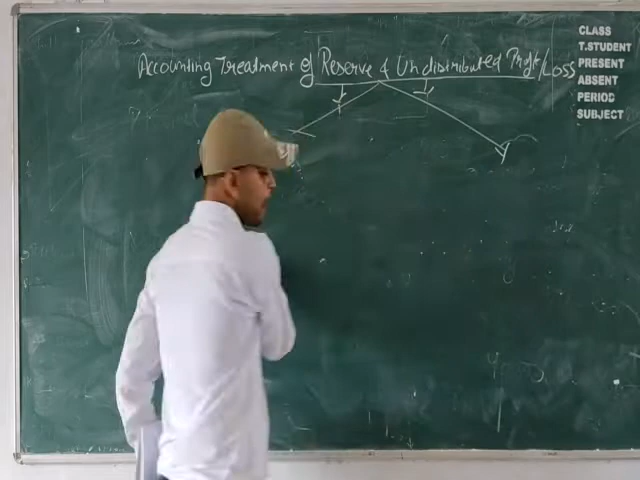 Accounting Treatment of Reserve & Undistributed Profit/Loss
CLASS
T.STUDENT
PRESENT
ABSENT
PERIOD
SUBJECT